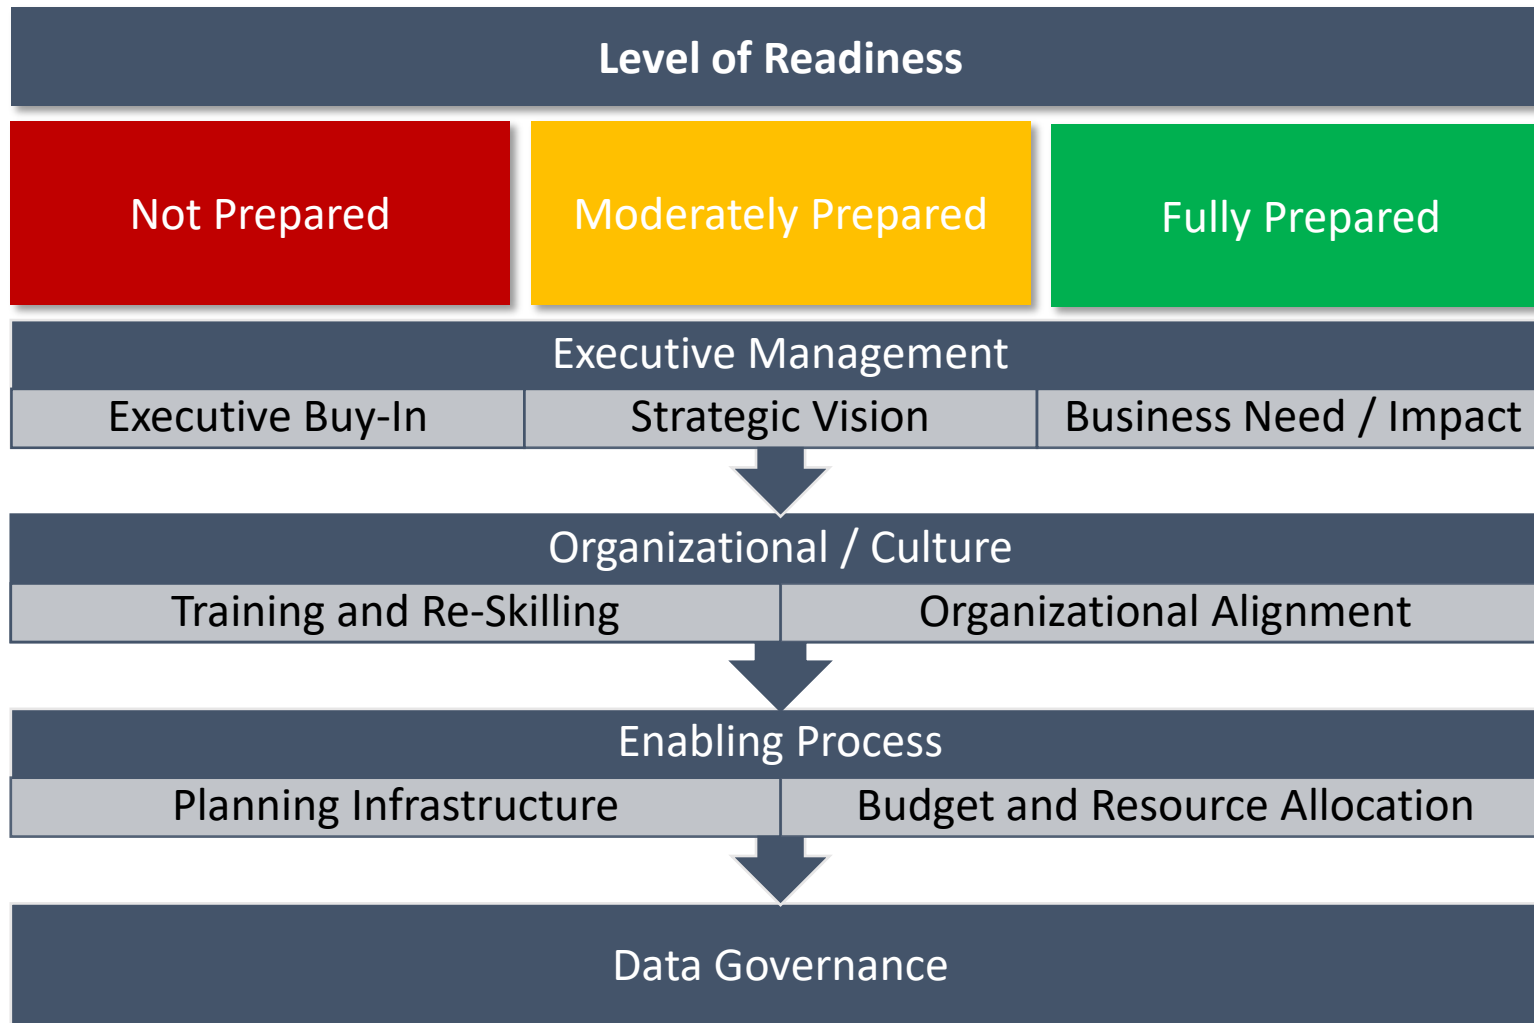 Level of Readiness
Not Prepared
Moderately Prepared
Fully Prepared
Executive Management
Executive Buy-In
Strategic Vision
Business Need / Impact
Organizational / Culture
Training and Re-Skilling
Organizational Alignment
Enabling Process
Planning Infrastructure
Budget and Resource Allocation
Data Governance